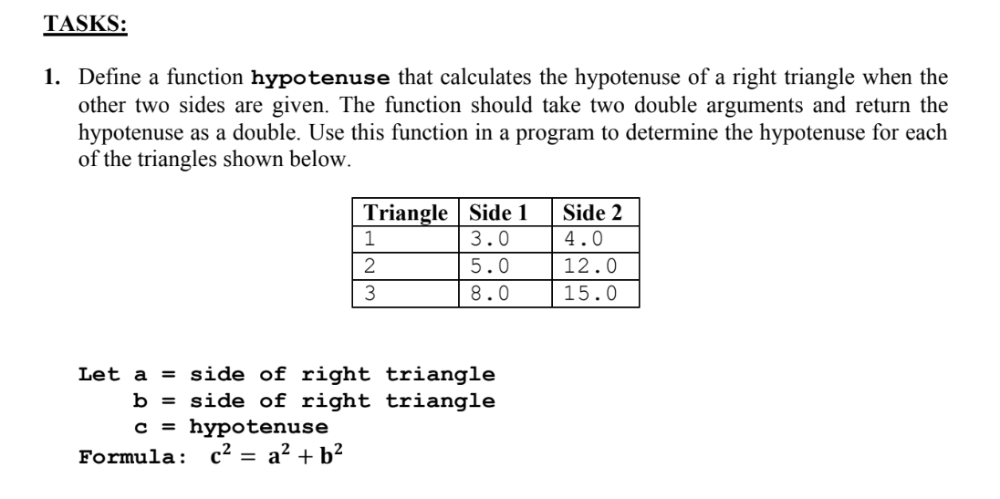 TASKS:
1. Define a function hypotenuse that calculates the hypotenuse of a right triangle when the
other two sides are given. The function should take two double arguments and return the
hypotenuse as a double. Use this function in a program to determine the hypotenuse for each
of the triangles shown below.
Triangle Side 1 Side 2
1 3.0 4.0
2 5.0 12.0
3 8.0 15.0
Let a = side of right triangle
b = side of right triangle
c = hypotenuse
Formula: c² = a² + b²